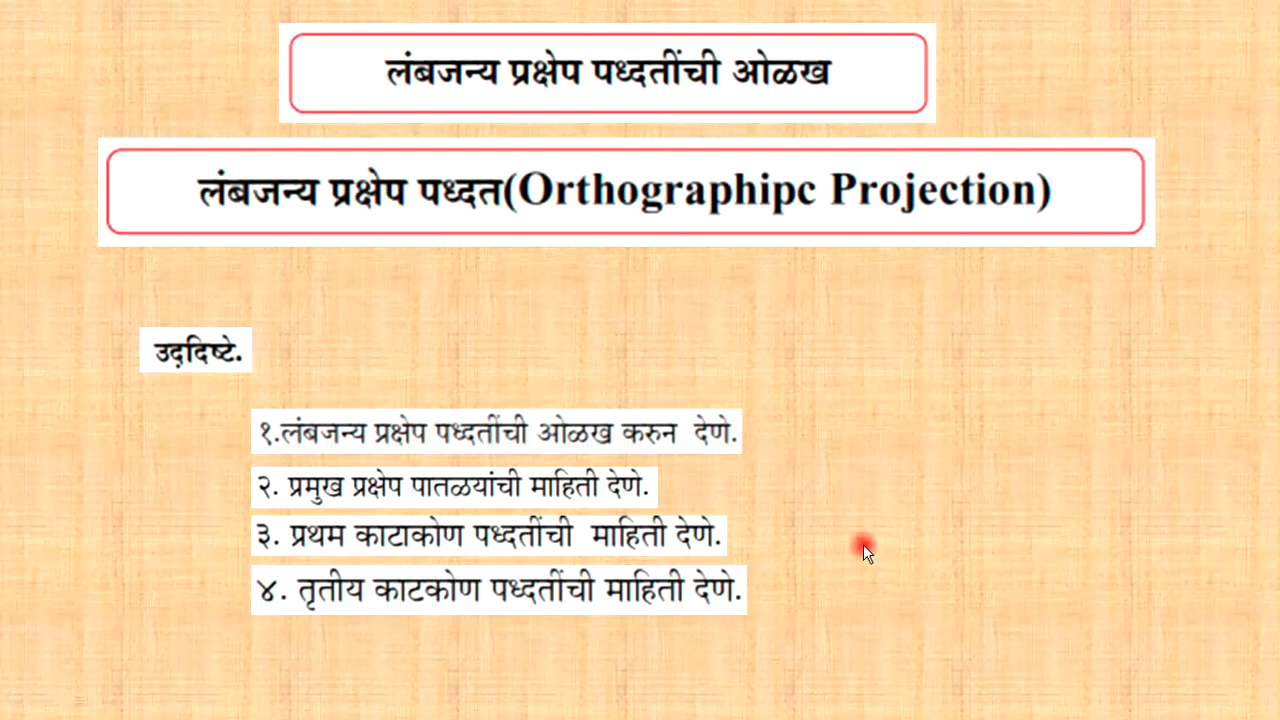 लंबजन्य प्रक्षेप पध्दतींची ओळख
लंबजन्य प्रक्षेप पध्दत(Orthographipc Projection)
उद्दिष्टे.
१.लंबजन्य प्रक्षेप पध्दतींची ओळख करुन देणे.
२. प्रमुख प्रक्षेप पातळयांची माहिती देणे.
३. प्रथम काटाकोण पध्दतींची माहिती देणे.
४. तृतीय काटकोण पध्दतींची माहिती देणे.